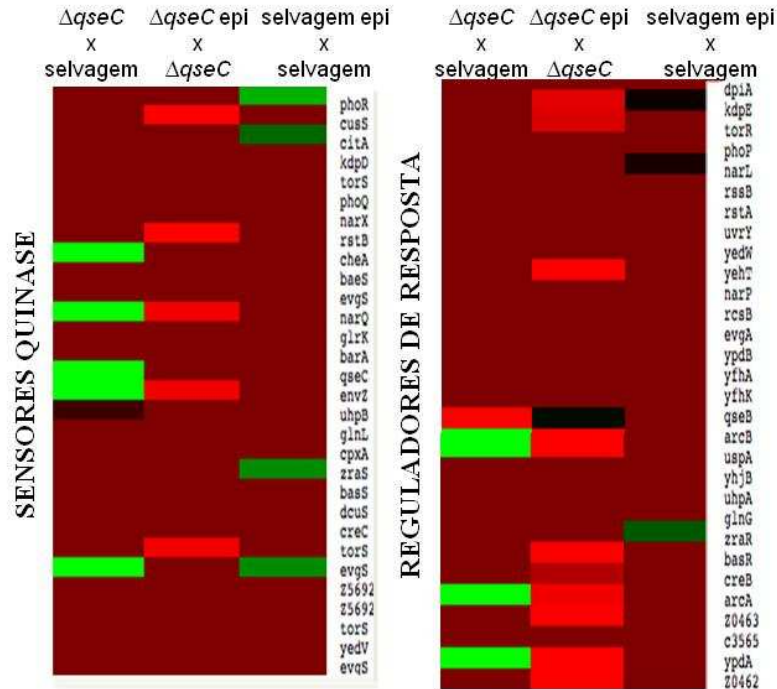 ΔqseC ΔqseC epi selvagem epi
x x x
selvagem ΔqseC selvagem
SENSORES QUINASE
phoR
cusS
citA
kdpD
torS
phoQ
narX
rstB
cheA
baeS
evgS
narQ
glrK
barA
qseC
envZ
uhpB
glnL
cpxA
zraS
basS
dcuS
creC
torS
evgS
Z5692
Z5692
torS
yedV
evgS
ΔqseC ΔqseC epi selvagem epi
x x x
selvagem ΔqseC selvagem
REGULADORES DE RESPOSTA
dpiA
kdpE
torR
phoP
narL
rssB
rstA
uvrY
yedW
yehT
narP
rcsB
evgA
ypdB
yfhA
yfhK
qseB
arcB
uspA
yhjB
uhpA
glnG
zraR
basR
creB
arcA
Z0463
c3565
ypdA
Z0462